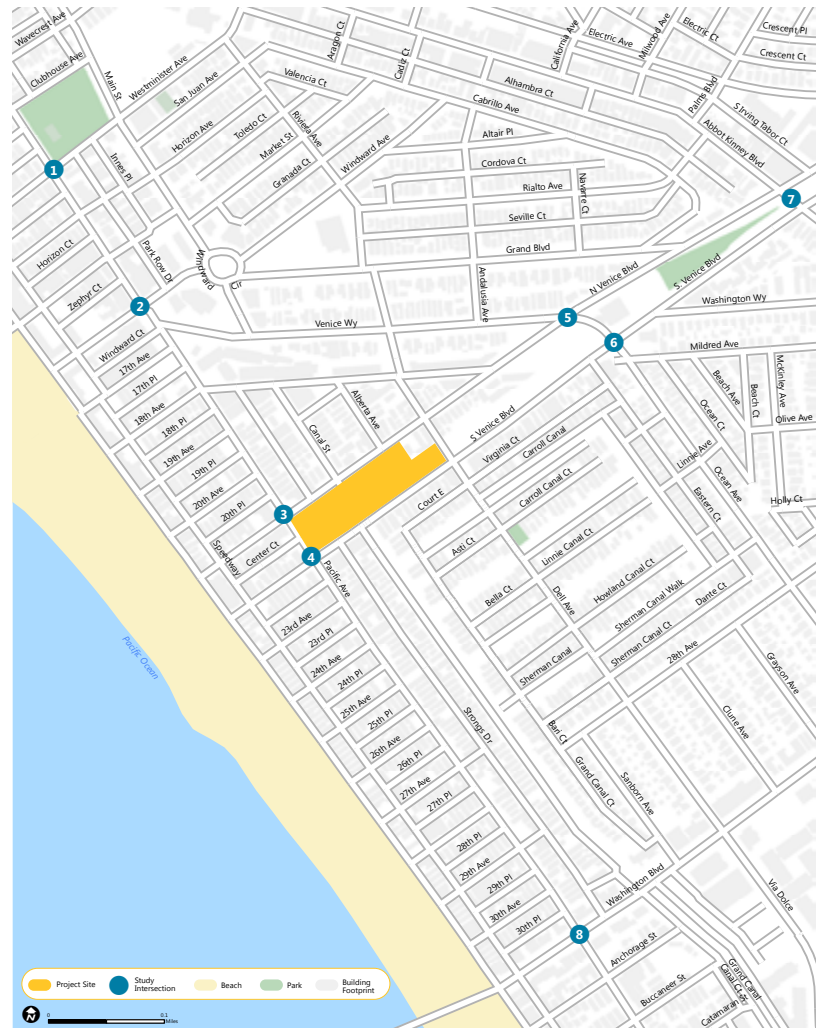 Wavecrest Ave
Clubhouse Ave
Main St
Westminister Ave
San Juan Ave
Aragon Ct
Cadiz Ct
Valencia Ct
California Ave
Electric Ave
Milwood Ave
Electric Ct
Crescent Pl
Crescent Ct
Alhambra Ct
Cabrillo Ave
Palms Blvd
S Irving Tabor Ct
Abbot Kinney Blvd
Horizon Ave
Toledo Ct
Market St
Riviera Ave
Granada Ct
Windward Ave
Altair Pl
Cordova Ct
Rialto Ave
Navarre Ct
Seville Ct
Grand Blvd
1
Innes Pl
7
Horizon Ct
Park Row Dr
Windward
Cir
Zephyr Ct
2
N Venice Blvd
S. Venice Blvd
Andalusia Ave
Washington Wy
Venice Wy
5
6
Mildred Ave
Windward Ct
17th Ave
17th Pl
18th Ave
18th Pl
19th Ave
19th Pl
20th Ave
20th Pl
Alberta Ave
Canal St
S Venice Blvd
Virginia Ct
Carroll Canal
Carroll Canal Ct
Beach Ave
Beach Ct
McKinley Ave
Olive Ave
Ocean Ct
Linnie Ave
Ocean Ave
Eastern Ct
Holly Ct
3
4
Center Ct
Speedway
Court E
Asti Ct
Linnie Canal Ct
Pacific Ave
Bella Ct
Dell Ave
Howland Canal Ct
Sherman Canal Walk
Dante Ct
Sherman Canal Ct
Sherman Canal
28th Ave
Grayson Ave
Clune Ave
Pacific Ocean
23rd Ave
23rd Pl
24th Ave
24th Pl
25th Ave
25th Pl
26th Ave
26th Pl
27th Ave
27th Pl
28th Pl
29th Ave
29th Pl
30th Ave
30th Pl
Strongs Dr
Ban Ct
Grand Canal Ct
Sanborn Ave
Washington Blvd
Via Dolce
8
Anchorage St
Buccaneer St
Grand Canal
Canal Ct
Catamaran
Project Site
Study
Intersection
Beach
Park
Building
Footprint
0
0.1
Miles